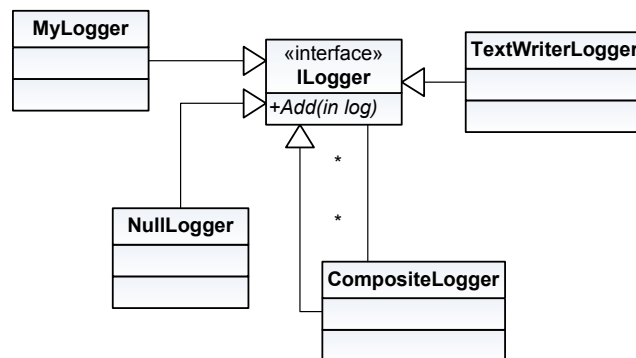 MyLogger
«interface»
ILogger
+Add(in log)
TextWriterLogger
*
*
NullLogger
CompositeLogger